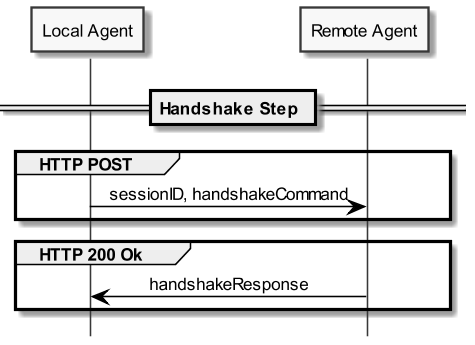 Local Agent
Remote Agent
Handshake Step
HTTP POST
sessionID, handshakeCommand
HTTP 200 Ok
handshakeResponse